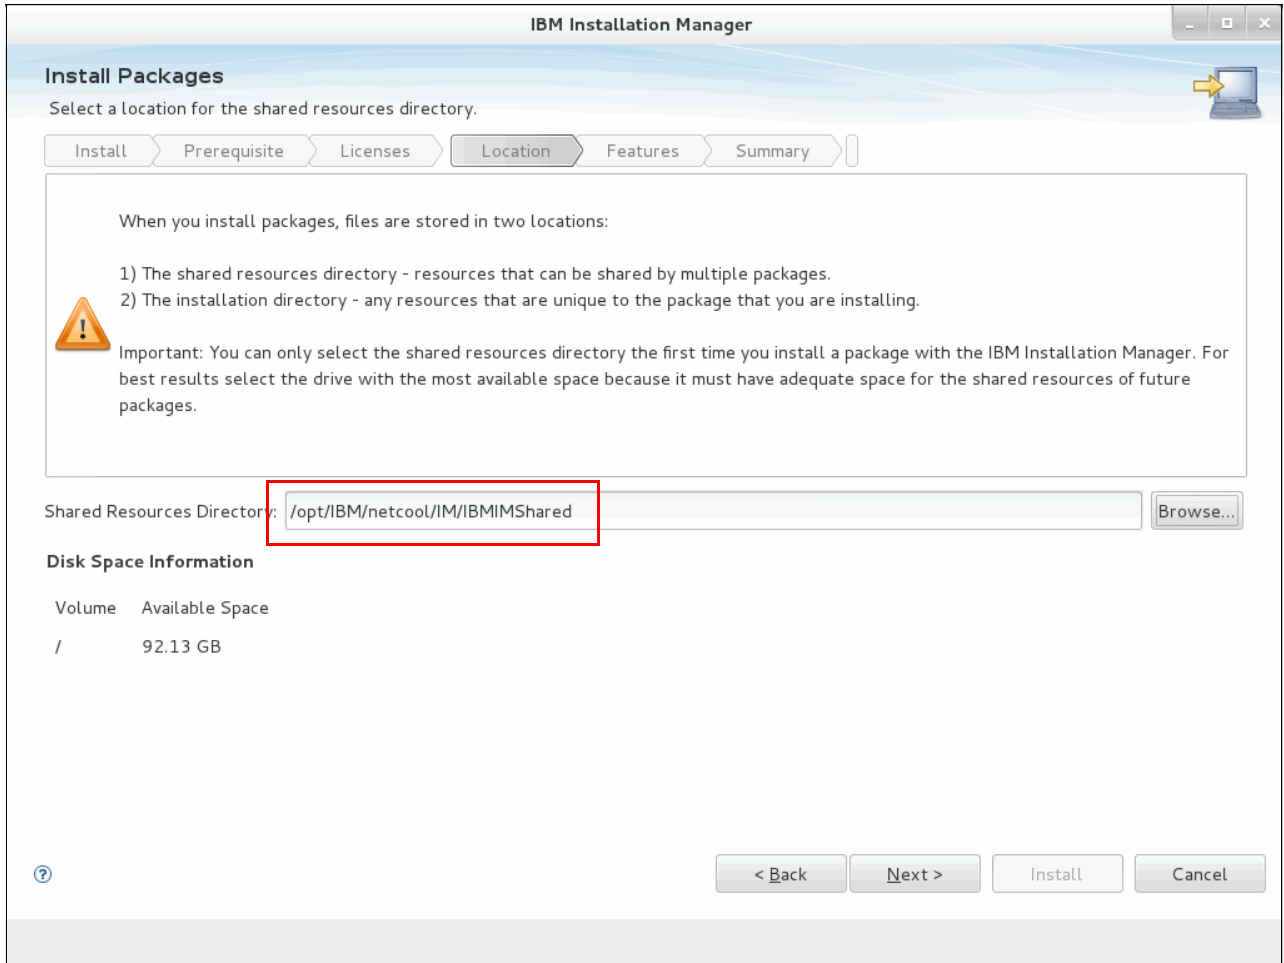 IBM Installation Manager
Install Packages
Select a location for the shared resources directory.
Install Prerequisite Licenses Location Features Summary
When you install packages, files are stored in two locations:
1) The shared resources directory - resources that can be shared by multiple packages.
2) The installation directory - any resources that are unique to the package that you are installing.
Important: You can only select the shared resources directory the first time you install a package with the IBM Installation Manager. For
best results select the drive with the most available space because it must have adequate space for the shared resources of future
packages.
Shared Resources Directory: /opt/IBM/netcool/IM/IBMIMShared Browse...
Disk Space Information
Volume Available Space
/ 92.13 GB
? < Back Next > Install Cancel